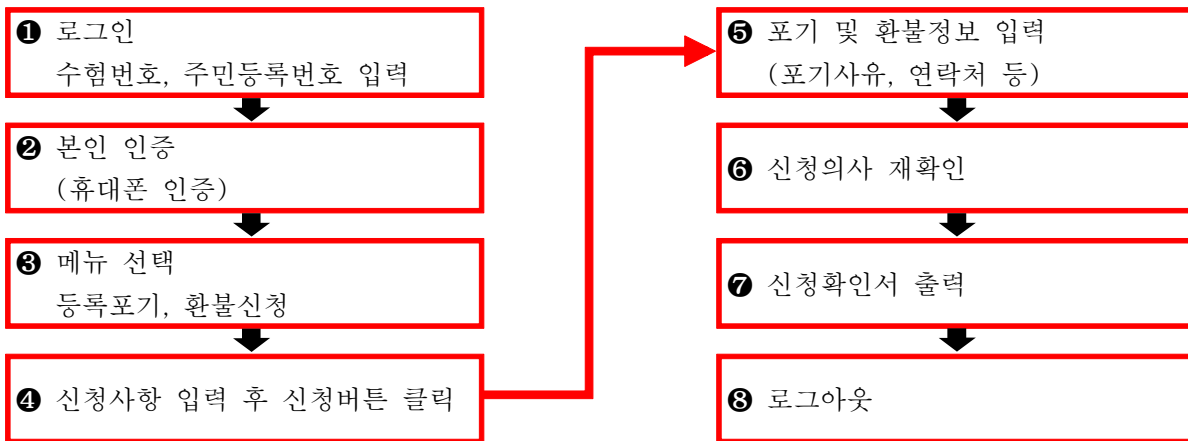 ❶ 로그인
수험번호, 주민등록번호 입력
❷ 본인 인증
(휴대폰 인증)
❸ 메뉴 선택
등록포기, 환불신청
❹ 신청사항 입력 후 신청버튼 클릭
❺ 포기 및 환불정보 입력
(포기사유, 연락처 등)
❻ 신청의사 재확인
❼ 신청확인서 출력
❽ 로그아웃